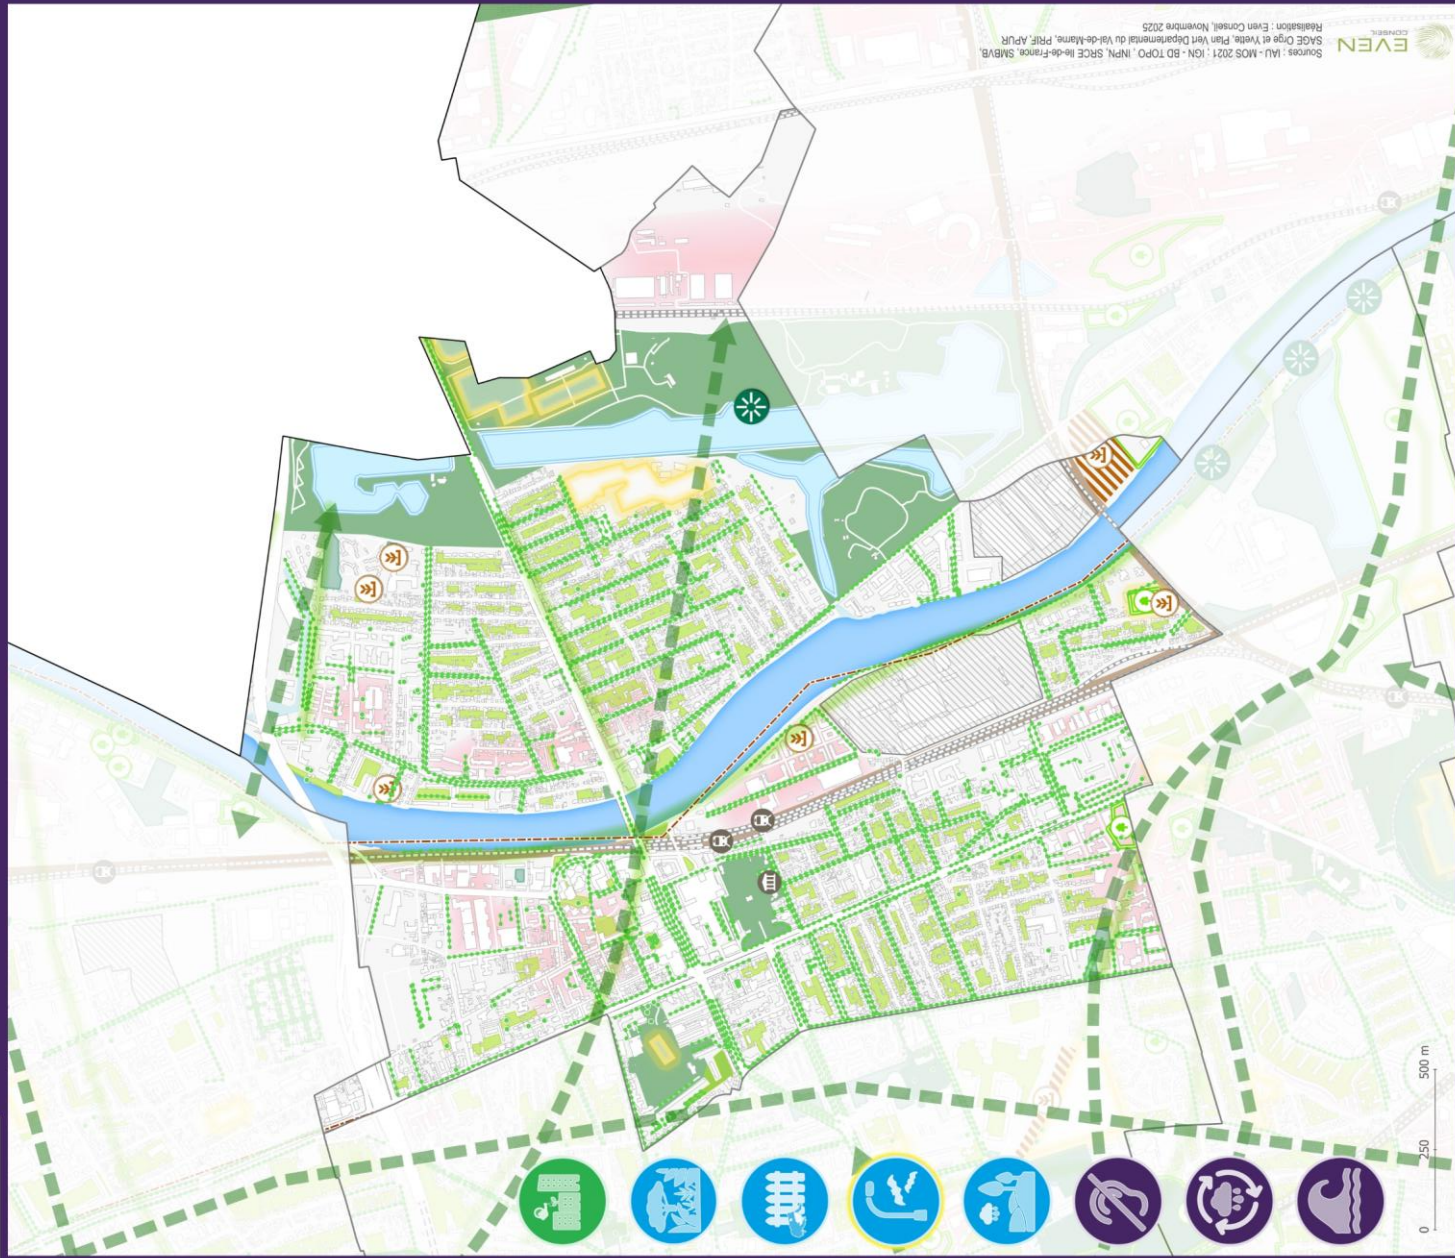 EVEN
CONSEIL
Sources : IAU - MOS 2021 ; IGN - BD TOPO , INPN, SRCE Ile-de-France, SMBVB,
SAGE Orge et Yvette, Plan Vert Départemental du Val-de-Marne, PRIF, APUR
Réalisation : Even Conseil, Novembre 2025
0
250
500 m